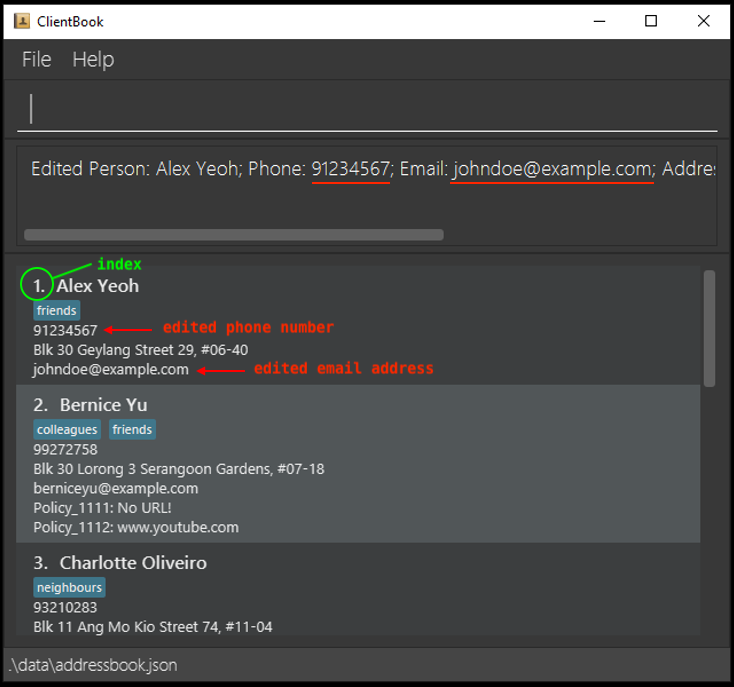 ClientBook
File Help
Edited Person: Alex Yeoh; Phone: 91234567; Email: johndoe@example.com; Addres
index
1. Alex Yeoh
friends
91234567
edited phone number
Blk 30 Geylang Street 29, #06-40
johndoe@example.com
edited email address
2. Bernice Yu
colleagues friends
99272758
Blk 30 Lorong 3 Serangoon Gardens, #07-18
berniceyu@example.com
Policy_1111: No URL!
Policy_1112: www.youtube.com
3. Charlotte Oliveiro
neighbours
93210283
Blk 11 Ang Mo Kio Street 74, #11-04
.\data\addressbook.json